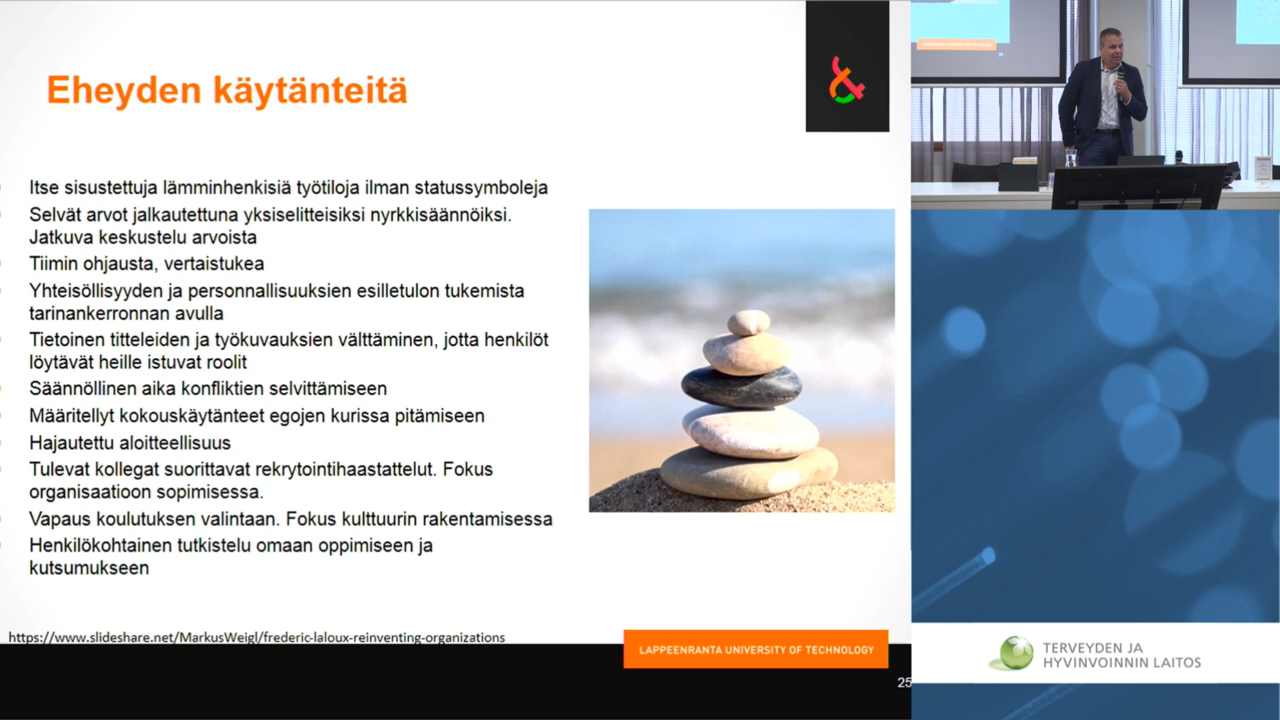 Eheyden käytänteitä
Itse sisustettuja lämminhenkisiä työtiloja ilman statussymboleja
Selvät arvot jalkautettuna yksiselitteisiksi nyrkkisäännöiksi.
Jatkuva keskustelu arvoista
Tiimin ohjausta, vertaistukea
Yhteisöllisyyden ja personnallisuuksien esilletulon tukemista
tarinankerronnan avulla
Tietoinen titteleiden ja työkuvauksien välttäminen, jotta henkilöt
löytävät heille istuvat roolit
Säännöllinen aika konfliktien selvittämiseen
Määritellyt kokouskäytänteet egojen kurissa pitämiseen
Hajautettu aloitteellisuus
Tulevat kollegat suorittavat rekrytointihaastattelut. Fokus
organisaatioon sopimisessa.
Vapaus koulutuksen valintaan. Fokus kulttuurin rakentamisessa
Henkilökohtainen tutkistelu omaan oppimiseen ja
kutsumukseen
https://www.slideshare.net/MarkusWeigl/frederic-laloux-reinventing-organizations
LAPPEENRANTA UNIVERSITY OF TECHNOLOGY
25
LAPPEENRANTA UNIVERSITY OF TECHNOLOGY
TERVEYDEN JA
HYVINVOINNIN LAITOS